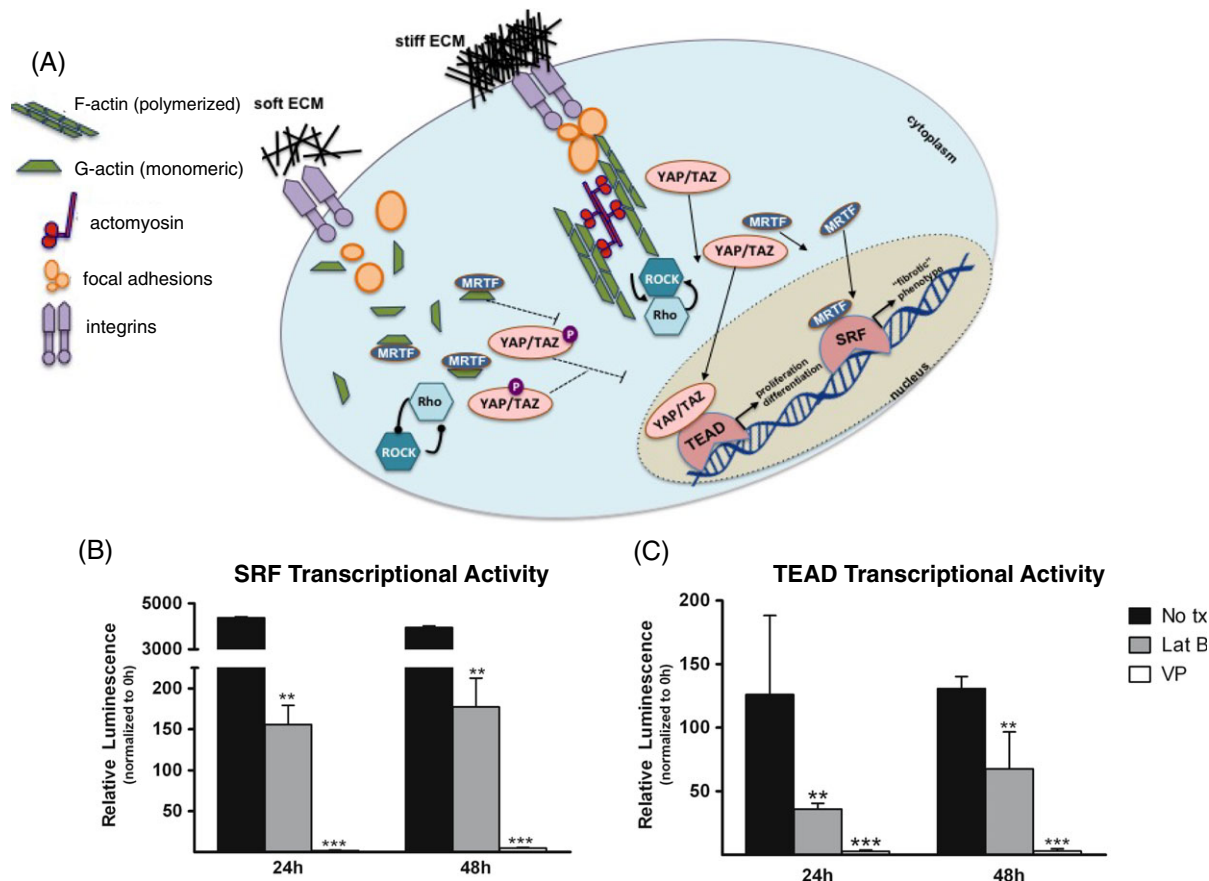 (A)
F-actin (polymerized)
G-actin (monomeric)
actomyosin
focal adhesions
integrins
soft ECM
stiff ECM
cytoplasm
YAP/TAZ
MRTF
MRTF
YAP/TAZ
ROCK
Rho
MRTF
YAP/TAZ
P
MRTF
MRTF
P
YAP/TAZ
Rho
ROCK
MRTF
SRF
"fibrotic"
phenotype
nucleus
YAP/TAZ
TEAD
proliferation
differentiation
(B)
SRF Transcriptional Activity
Relative Luminescence
(normalized to 0h)
5000
3000
200
150
100
50
**
***
**
***
24h
48h
(C)
TEAD Transcriptional Activity
Relative Luminescence
(normalized to 0h)
200
150
100
50
**
***
**
***
24h
48h
No tx
Lat B
VP